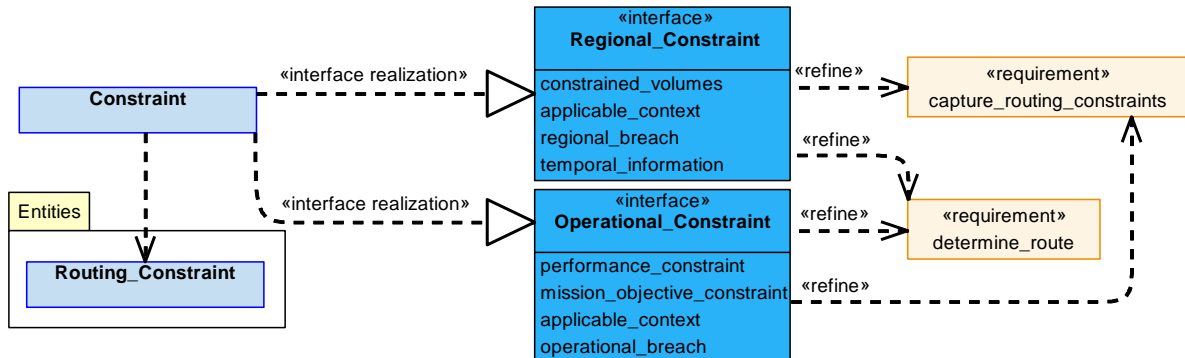 Constraint
Entities
Routing_Constraint
«interface realization»
«interface realization»
«interface»
Regional_Constraint
constrained_volumes
applicable_context
regional_breach
temporal_information
«interface»
Operational_Constraint
performance_constraint
mission_objective_constraint
applicable_context
operational_breach
«refine»
«refine»
«refine»
«refine»
«requirement»
capture_routing_constraints
«requirement»
determine_route